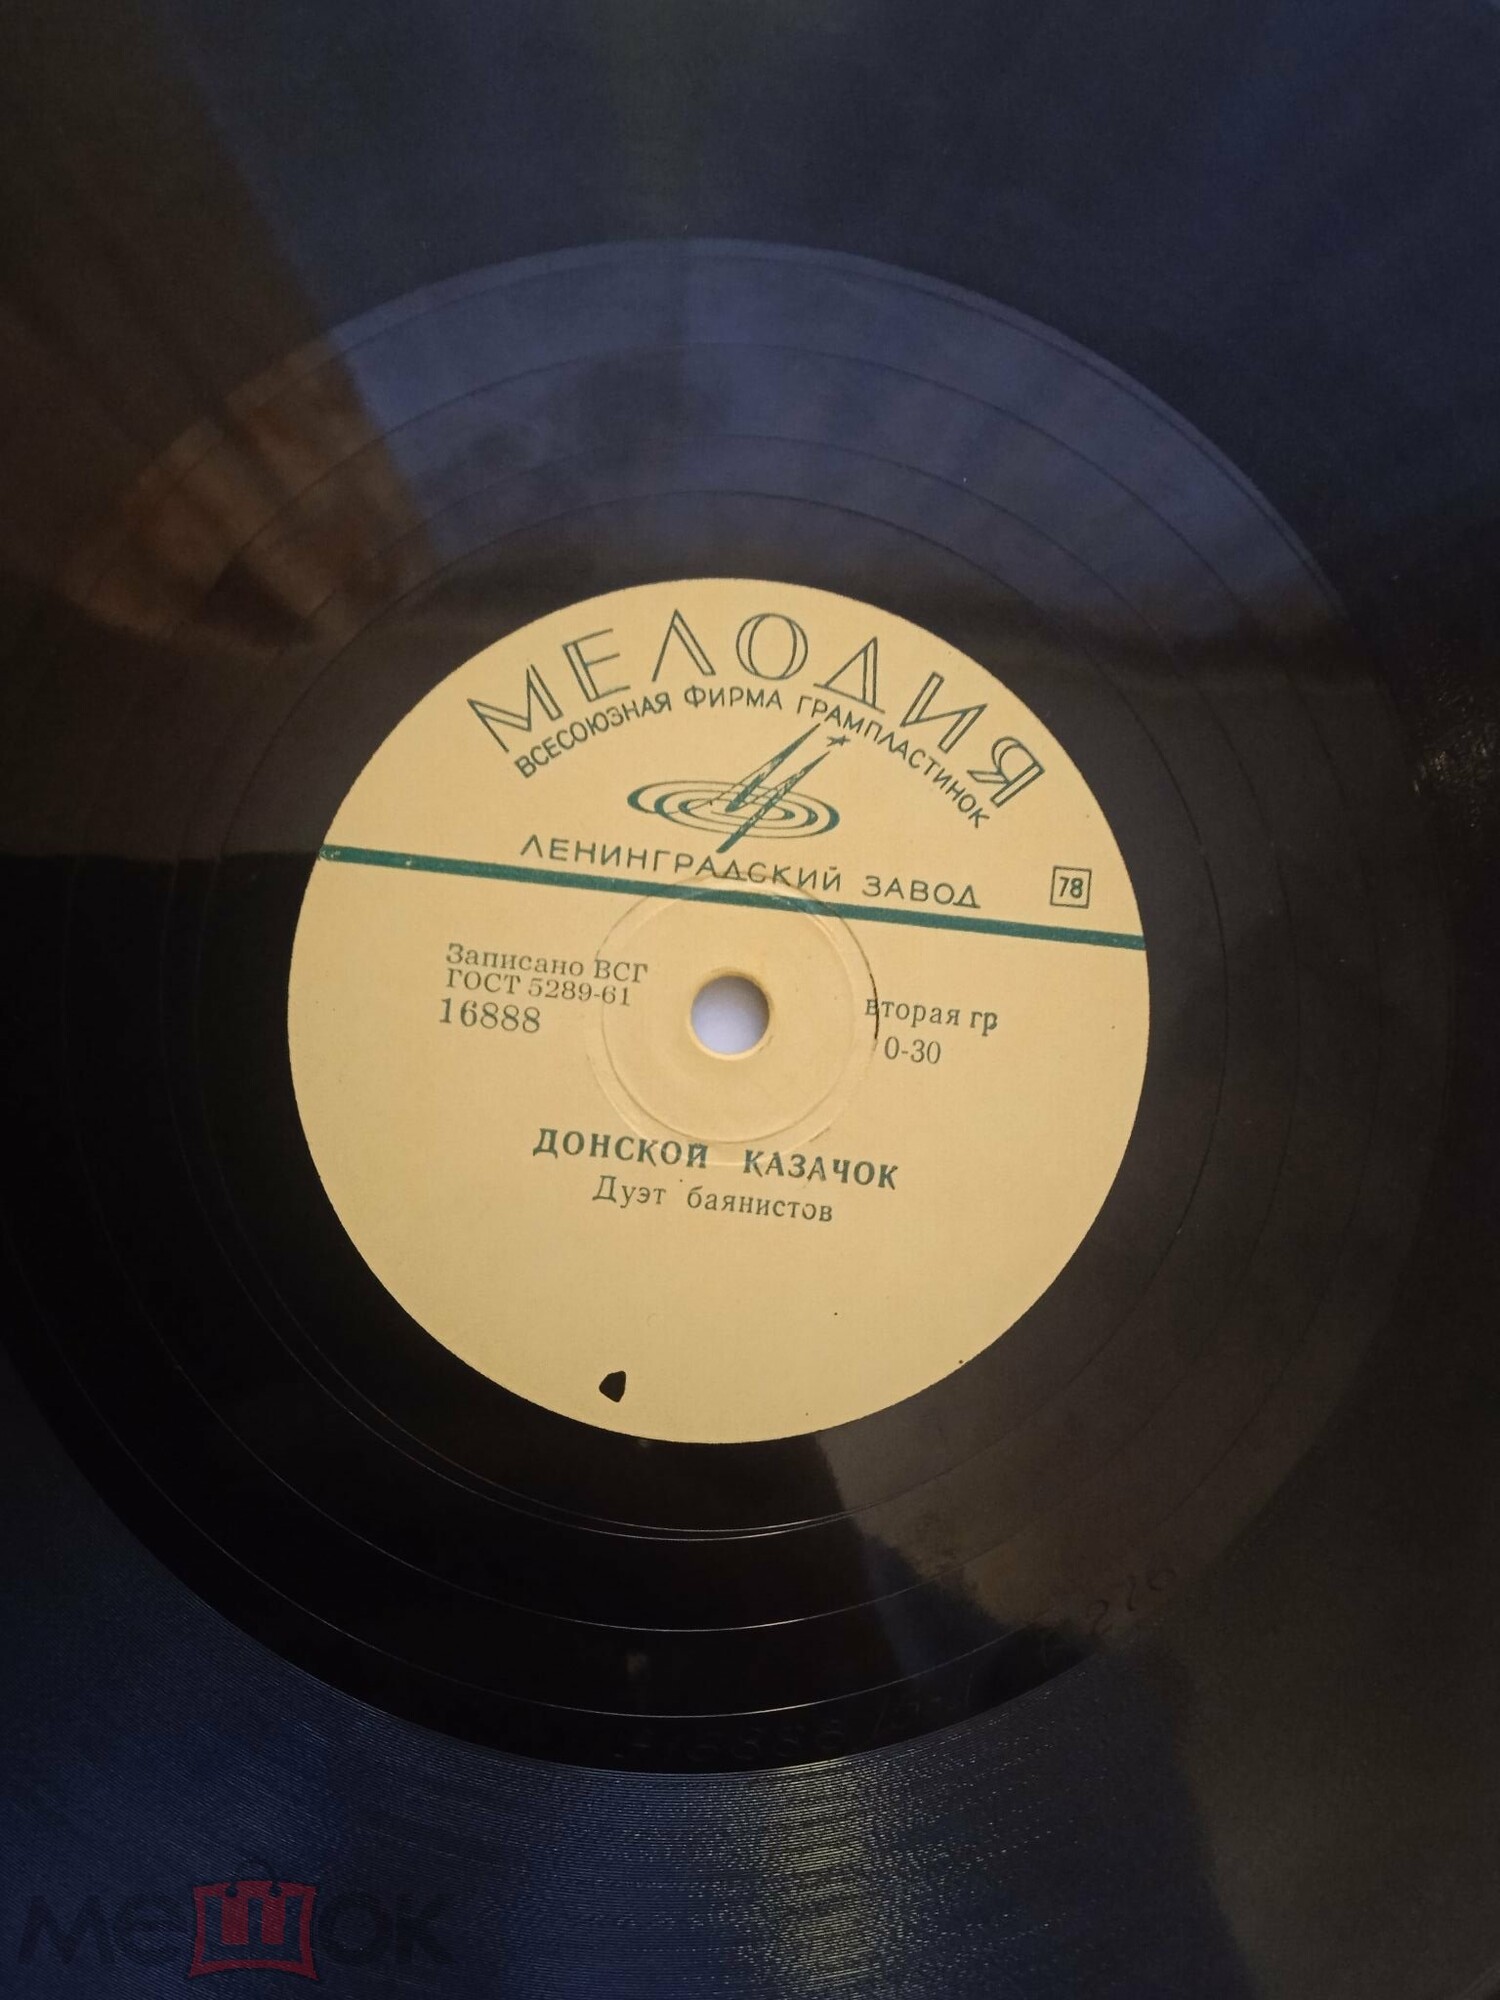 МЕЛОДИЯ
ВСЕСОЮЗНАЯ ФИРМА ГРАМПЛАСТИНОК
ЛЕНИНГРАДСКИЙ ЗАВОД
78
Записано ВСГ
ГОСТ 5289-61
16888
вторая гр
0-30
ДОНСКОЙ КАЗАЧОК
Дуэт баянистов
мешок